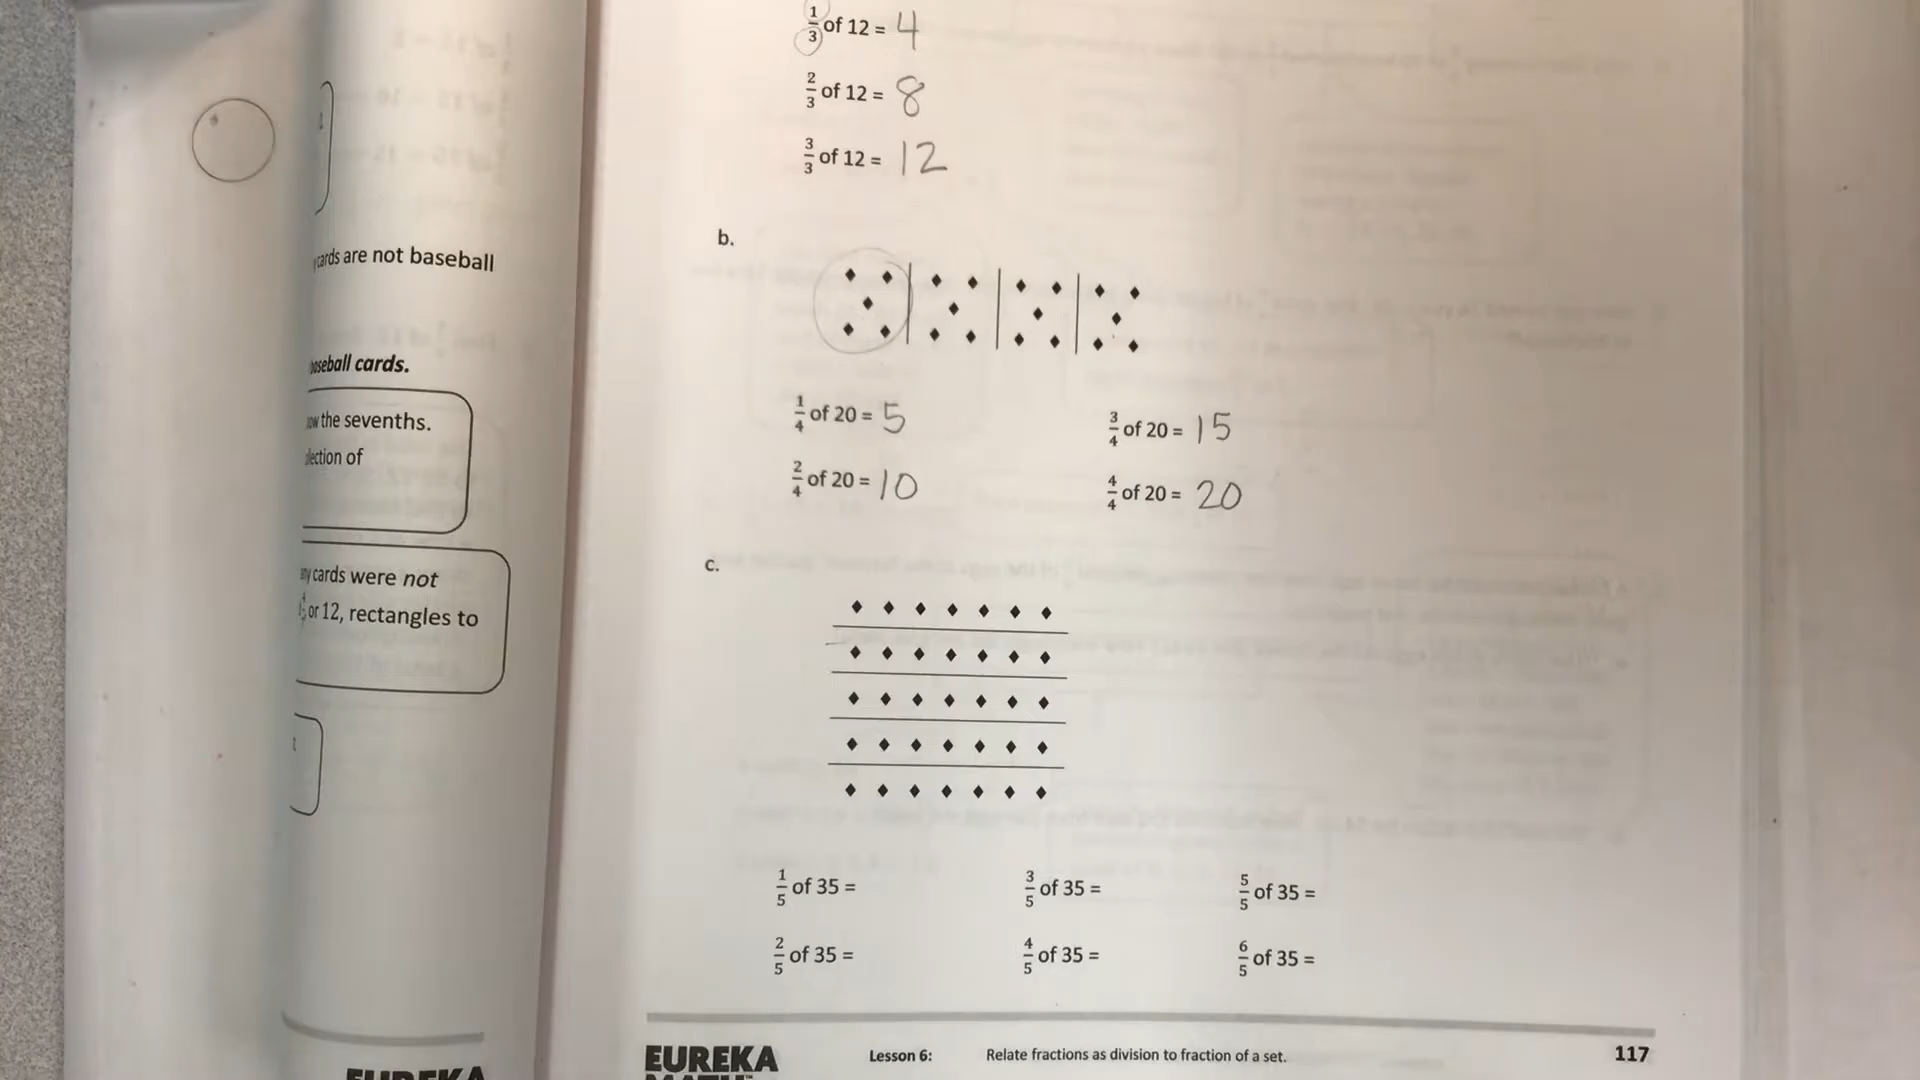 1/3 of 12 = 4
2/3 of 12 = 8
3/3 of 12 = 12
cards are not baseball
baseball cards.
the sevenths.
of
cards were not
or 12, rectangles to
EUREKA
b.
1/4 of 20 = 5
3/4 of 20 = 15
2/4 of 20 = 10
4/4 of 20 = 20
c.
1/5 of 35 =
3/5 of 35 =
5/5 of 35 =
2/5 of 35 =
4/5 of 35 =
6/5 of 35 =
EUREKA
MATH™
Lesson 6:
Relate fractions as division to fraction of a set.
117